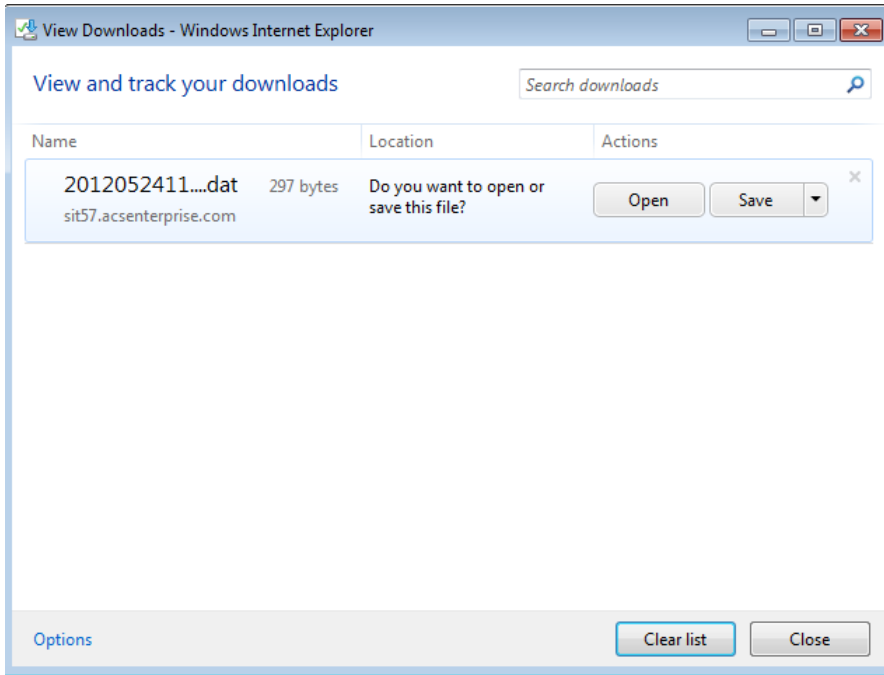 View Downloads - Windows Internet Explorer
View and track your downloads
Search downloads
Name Location Actions
2012052411....dat 297 bytes
sit57.acsenterprise.com
Do you want to open or
save this file?
Open Save
Options Clear list Close